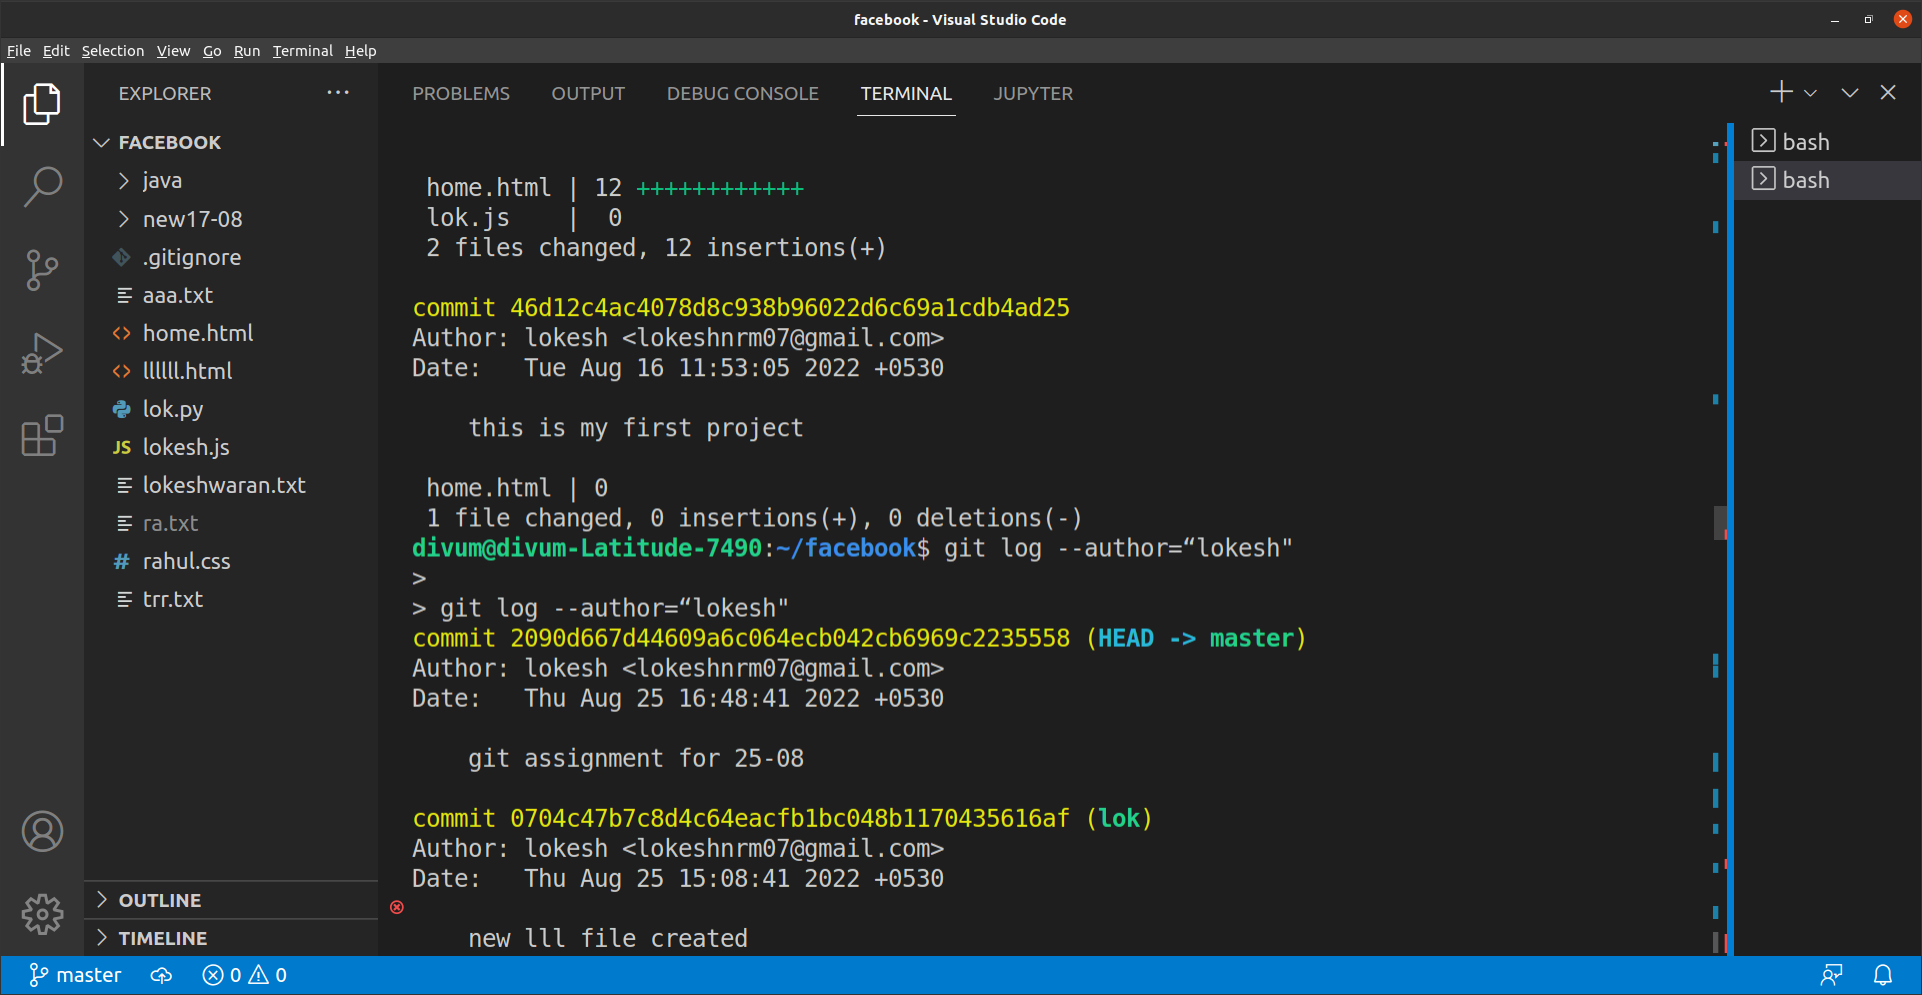 facebook - Visual Studio Code
File Edit Selection View Go Run Terminal Help
EXPLORER
FACEBOOK
java
new17-08
.gitignore
aaa.txt
home.html
llllll.html
lok.py
JS lokesh.js
lokeshwaran.txt
ra.txt
# rahul.css
trr.txt
OUTLINE
TIMELINE
PROBLEMS OUTPUT DEBUG CONSOLE TERMINAL JUPYTER
home.html | 12 ++++++++++++
lok.js    |  0
2 files changed, 12 insertions(+)
commit 46d12c4ac4078d8c938b96022d6c69a1cdb4ad25
Author: lokesh <lokeshnrm07@gmail.com>
Date:   Tue Aug 16 11:53:05 2022 +0530
this is my first project
home.html | 0
1 file changed, 0 insertions(+), 0 deletions(-)
divum@divum-Latitude-7490:~/facebook$ git log --author=“lokesh"
>
> git log --author=“lokesh"
commit 2090d667d44609a6c064ecb042cb6969c2235558 (HEAD -> master)
Author: lokesh <lokeshnrm07@gmail.com>
Date:   Thu Aug 25 16:48:41 2022 +0530
git assignment for 25-08
commit 0704c47b7c8d4c64eacfb1bc048b1170435616af (lok)
Author: lokesh <lokeshnrm07@gmail.com>
Date:   Thu Aug 25 15:08:41 2022 +0530
new lll file created
bash
bash
master 0 0